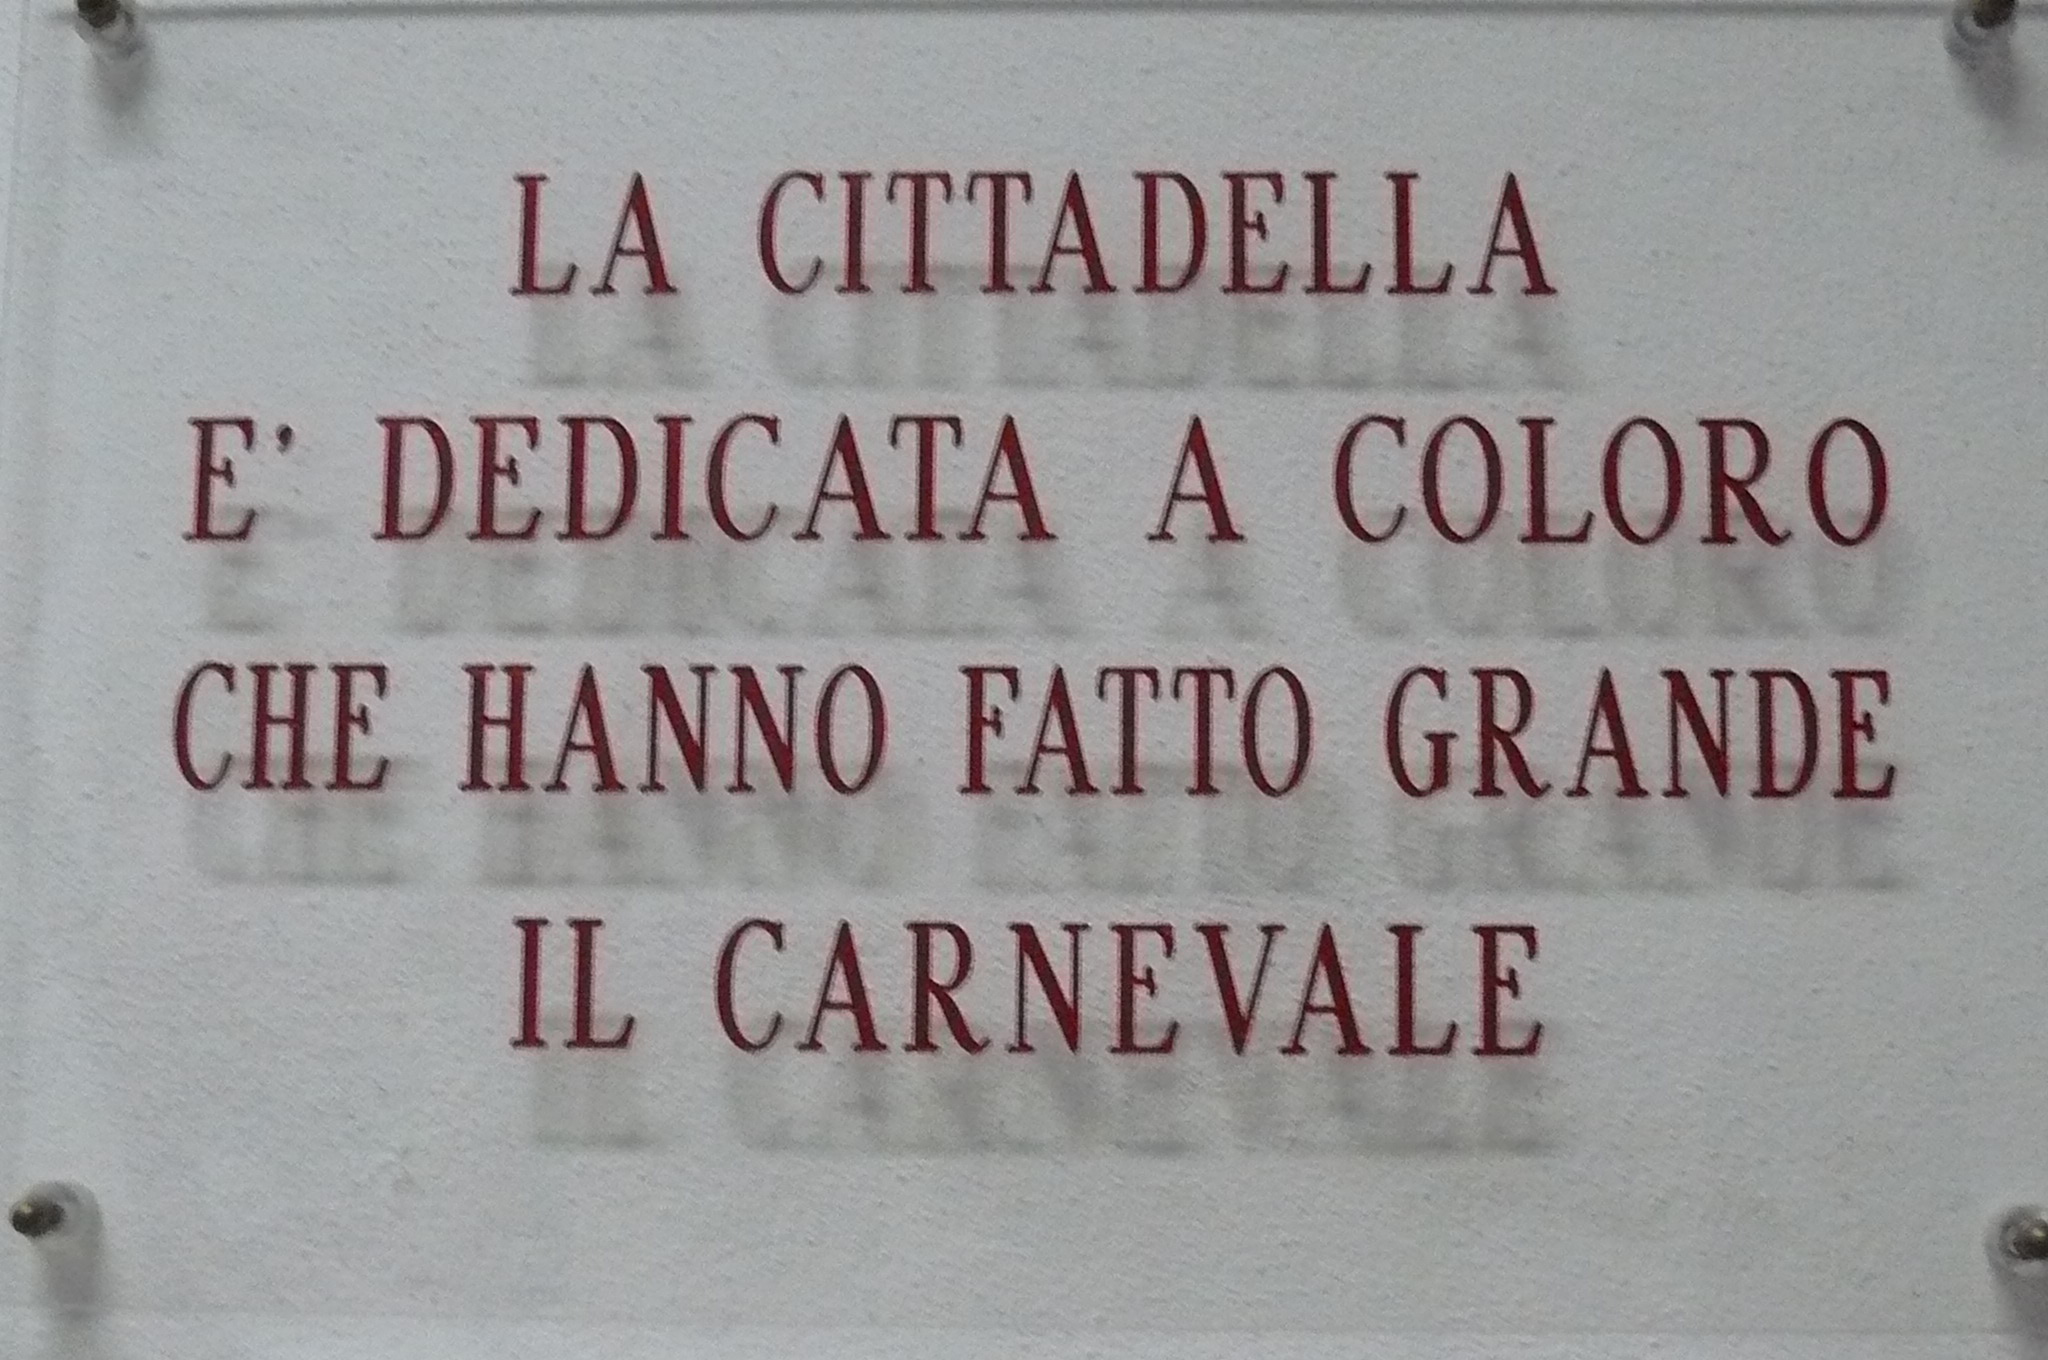 LA CITTADELLA
E' DEDICATA A COLORO
CHE HANNO FATTO GRANDE
IL CARNEVALE